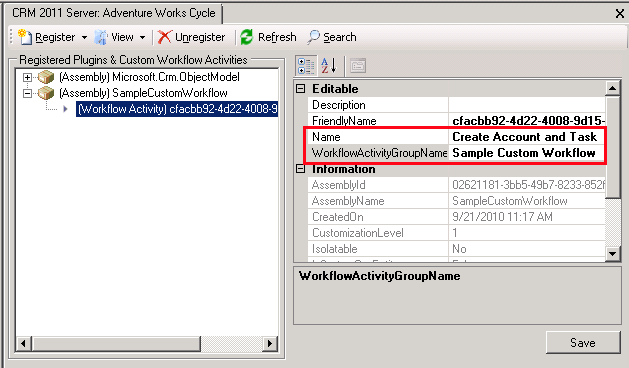 CRM 2011 Server: Adventure Works Cycle
Register View Unregister Refresh Search
Registered Plugins & Custom Workflow Activities
(Assembly) Microsoft.Crm.ObjectModel
(Assembly) SampleCustomWorkflow
(Workflow Activity) cfacbb92-4d22-4008-9
Editable
Description
FriendlyName cfacbb92-4d22-4008-9d15-
Name Create Account and Task
WorkflowActivityGroupName Sample Custom Workflow
Information
AssemblyId 02621181-3bb5-49b7-8233-852f
AssemblyName SampleCustomWorkflow
CreatedOn 9/21/2010 11:17 AM
CustomizationLevel 1
Isolatable No
WorkflowActivityGroupName
Save